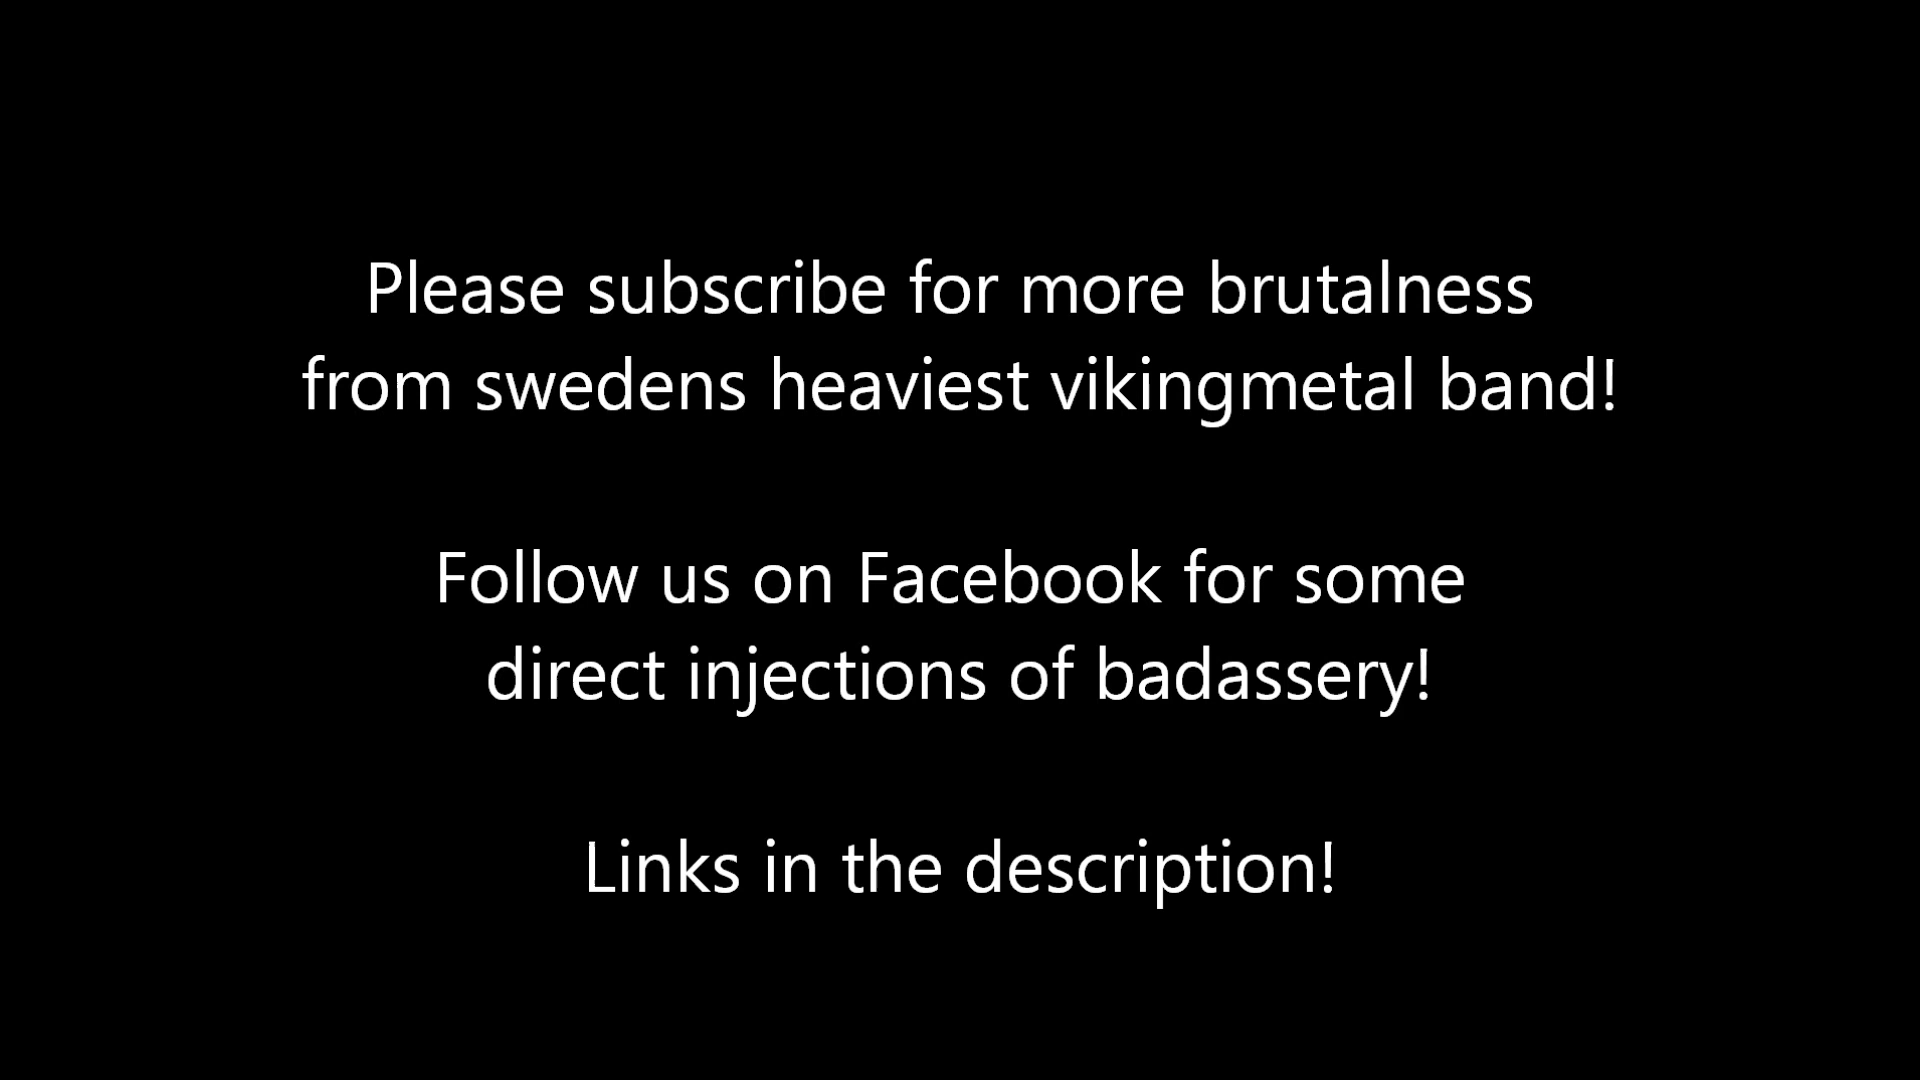 Please subscribe for more brutalness
from swedens heaviest vikingmetal band!
Follow us on Facebook for some
direct injections of badassery!
Links in the description!